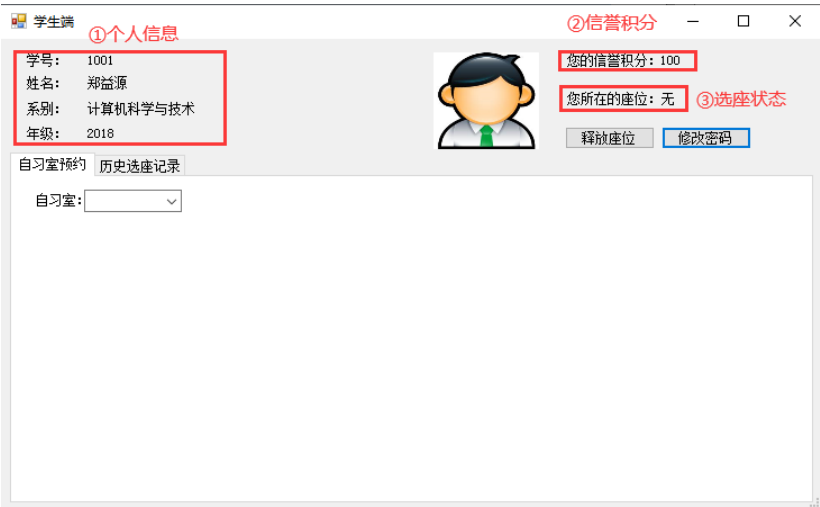 学生端
①个人信息
②信誉积分
学号： 1001
姓名： 郑益源
系别： 计算机科学与技术
年级： 2018
您的信誉积分：100
您所在的座位：无
③选座状态
释放座位 修改密码
自习室预约 历史选座记录
自习室：